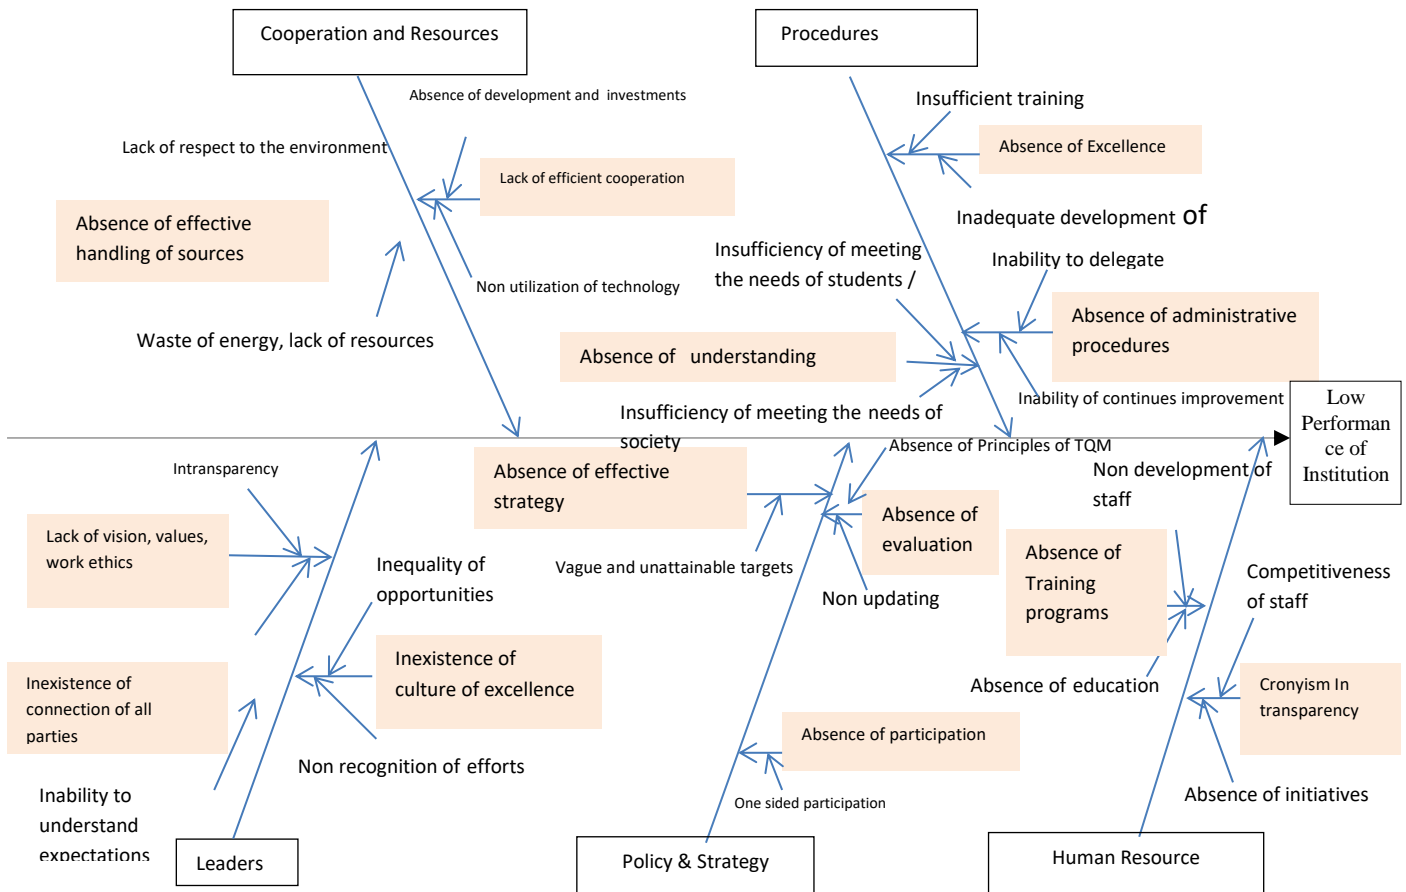 Cooperation and Resources
Procedures
Absence of development and investments
Insufficient training
Lack of respect to the environment
Absence of Excellence
Lack of efficient cooperation
Absence of effective
handling of sources
Inadequate development of
Insufficiency of meeting
the needs of students /
Inability to delegate
Non utilization of technology
Waste of energy, lack of resources
Absence of administrative
procedures
Absence of understanding
Inability of continues improvement
Insufficiency of meeting the needs of
society
Low
Performan
ce of
Institution
Absence of Principles of TQM
Intransparency
Absence of effective
strategy
Non development of
staff
Lack of vision, values,
work ethics
Absence of
evaluation
Absence of
Training
programs
Inequality of
opportunities
Vague and unattainable targets
Non updating
Competitiveness
of staff
Inexistence of
connection of all
parties
Inexistence of
culture of excellence
Absence of education
Cronyism In
transparency
Absence of participation
Non recognition of efforts
One sided participation
Absence of initiatives
Inability to
understand
expectations
Leaders
Policy & Strategy
Human Resource